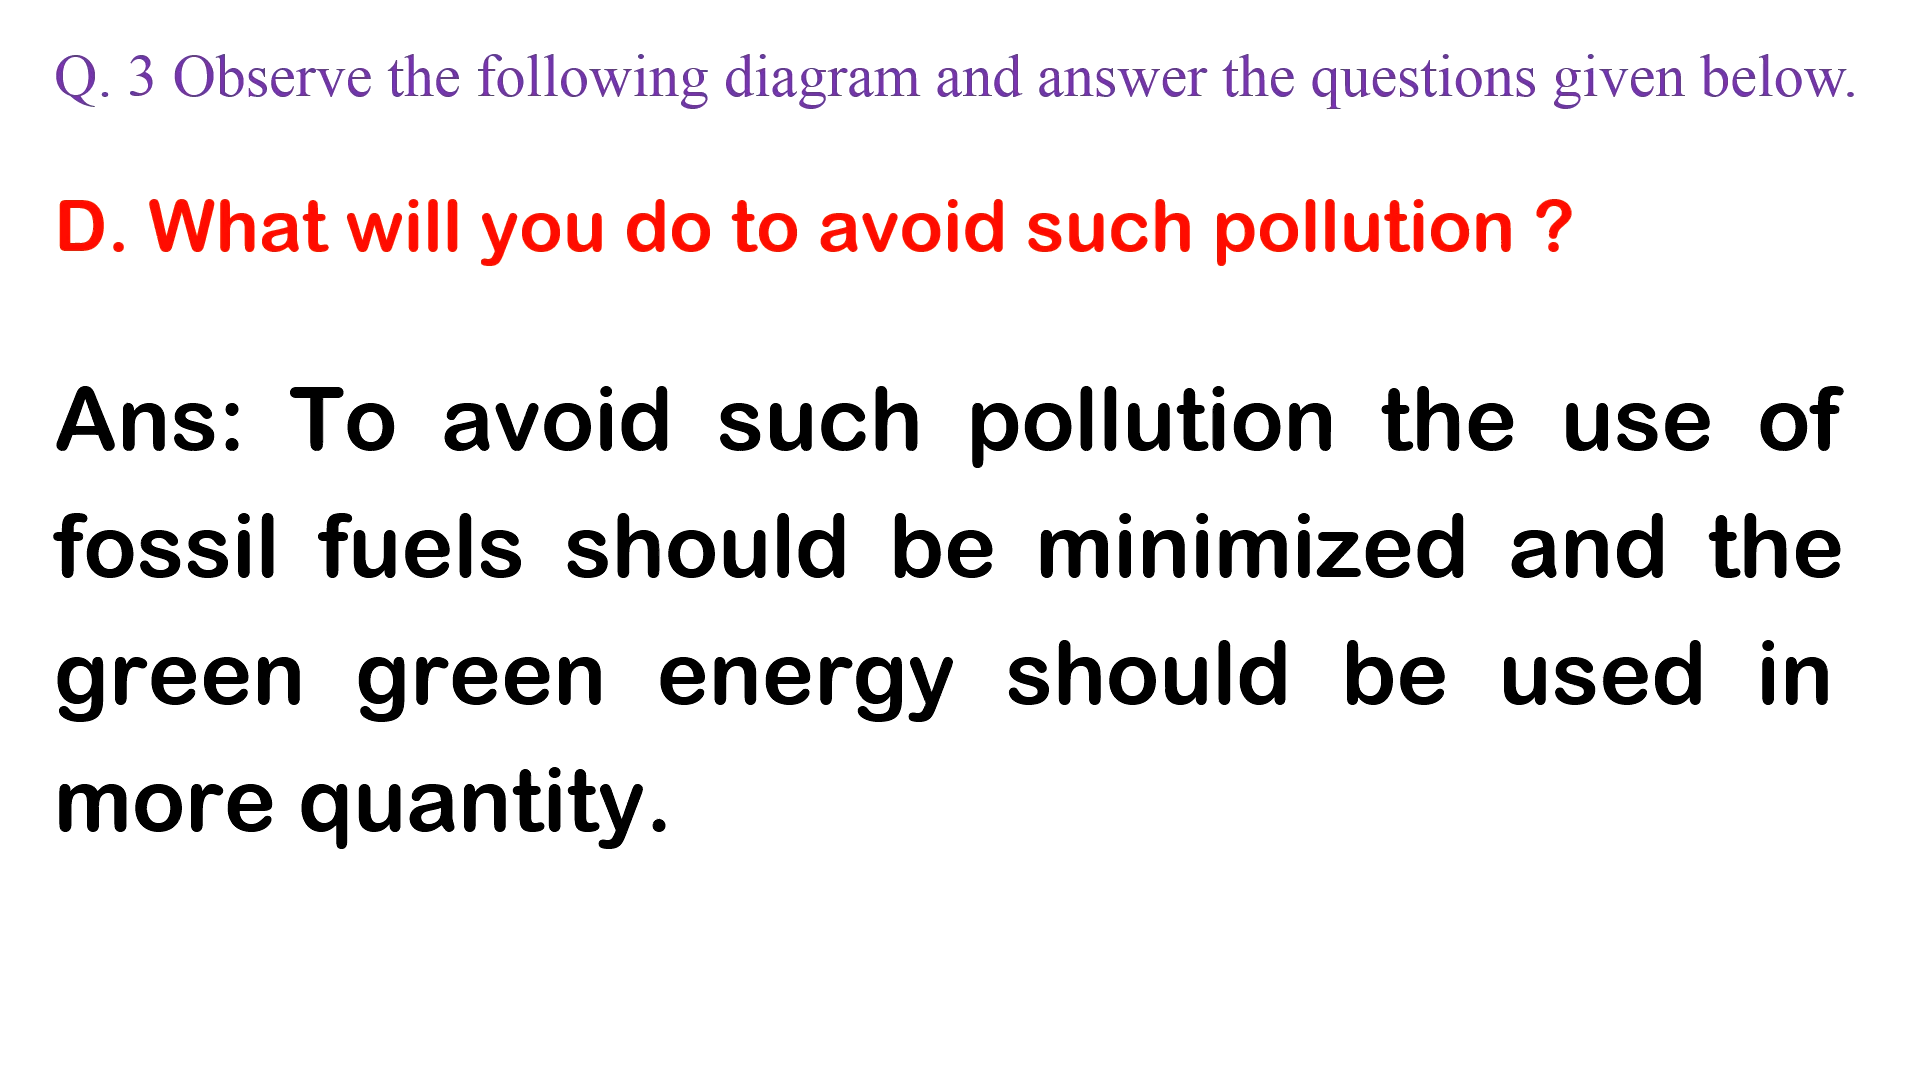 Q. 3 Observe the following diagram and answer the questions given below.
D. What will you do to avoid such pollution ?
Ans: To avoid such pollution the use of
fossil fuels should be minimized and the
green green energy should be used in
more quantity.